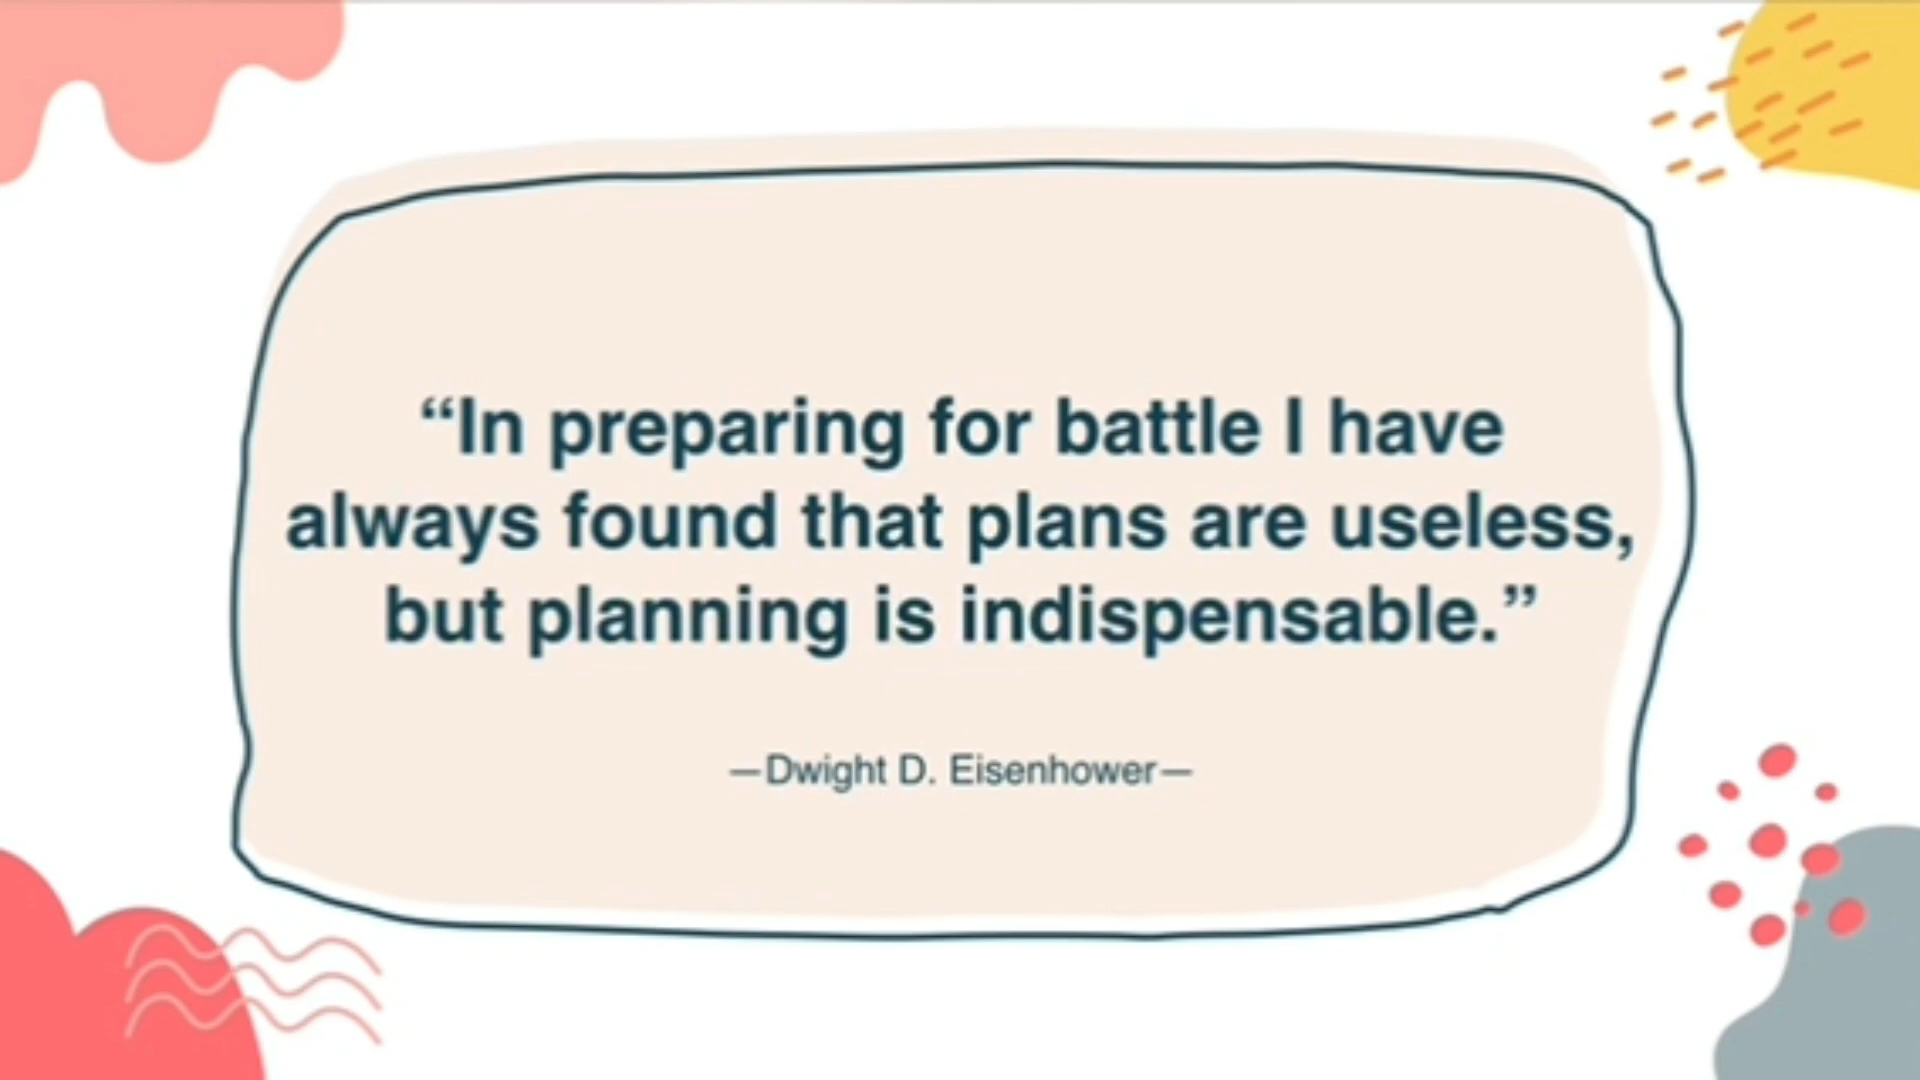 “In preparing for battle I have
always found that plans are useless,
but planning is indispensable.”
—Dwight D. Eisenhower—